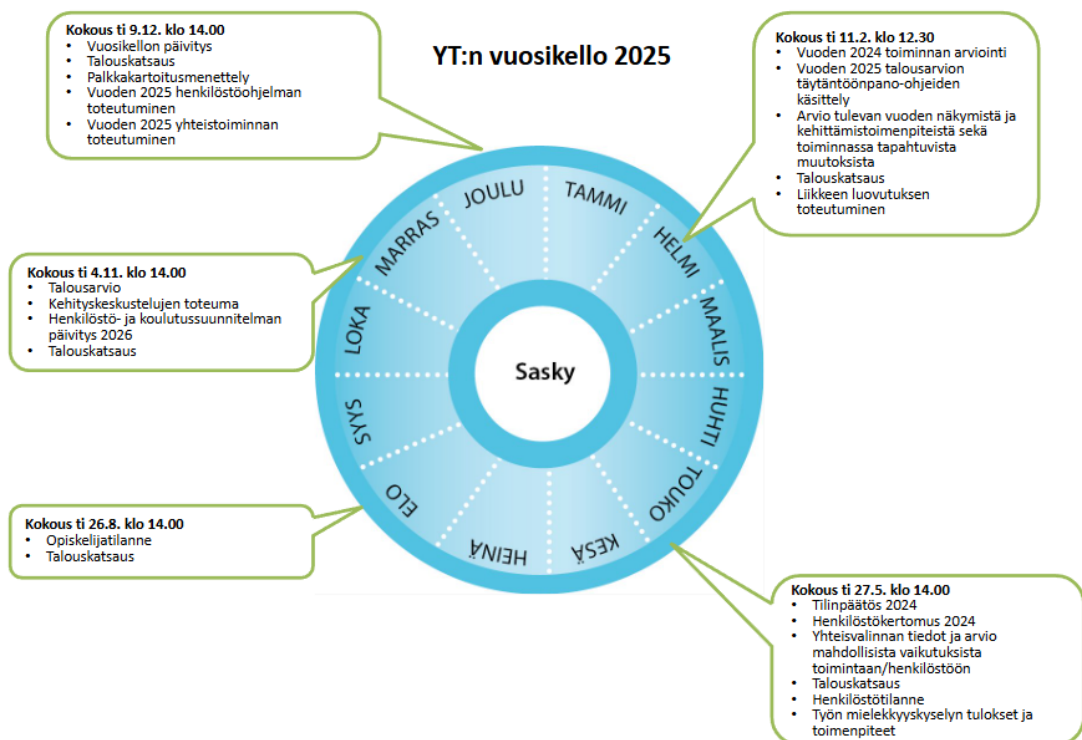 YT:n vuosikello 2025
Kokous ti 11.2. klo 12.30
• Vuoden 2024 toiminnan arviointi
• Vuoden 2025 talousarvion
täytäntöönpano-ohjeiden
käsittely
• Arvio tulevan vuoden näkymistä ja
kehittämistoimenpiteistä sekä
toiminnassa tapahtuvista
muutoksista
• Talouskatsaus
• Liikkeen luovutuksen
toteutuminen
Kokous ti 27.5. klo 14.00
• Tilinpäätös 2024
• Henkilöstökertomus 2024
• Yhteisvalinnan tiedot ja arvio
mahdollisista vaikutuksista
toimintaan/henkilöstöön
• Talouskatsaus
• Henkilöstötilanne
• Työn mielekkyyskyselyn tulokset ja
toimenpiteet
Kokous ti 26.8. klo 14.00
• Opiskelijatilanne
• Talouskatsaus
Kokous ti 4.11. klo 14.00
• Talousarvio
• Kehityskeskustelujen toteuma
• Henkilöstö- ja koulutussuunnitelman
päivitys 2026
• Talouskatsaus
Kokous ti 9.12. klo 14.00
• Vuosikellon päivitys
• Talouskatsaus
• Palkkakartoitusmenettely
• Vuoden 2025 henkilöstöohjelman
toteutuminen
• Vuoden 2025 yhteistoiminnan
toteutuminen
TAMMI
HELMI
MAALIS
HUHTI
TOUKO
KESÄ
HEINÄ
ELO
SYYS
LOKA
MARRAS
JOULU
Sasky